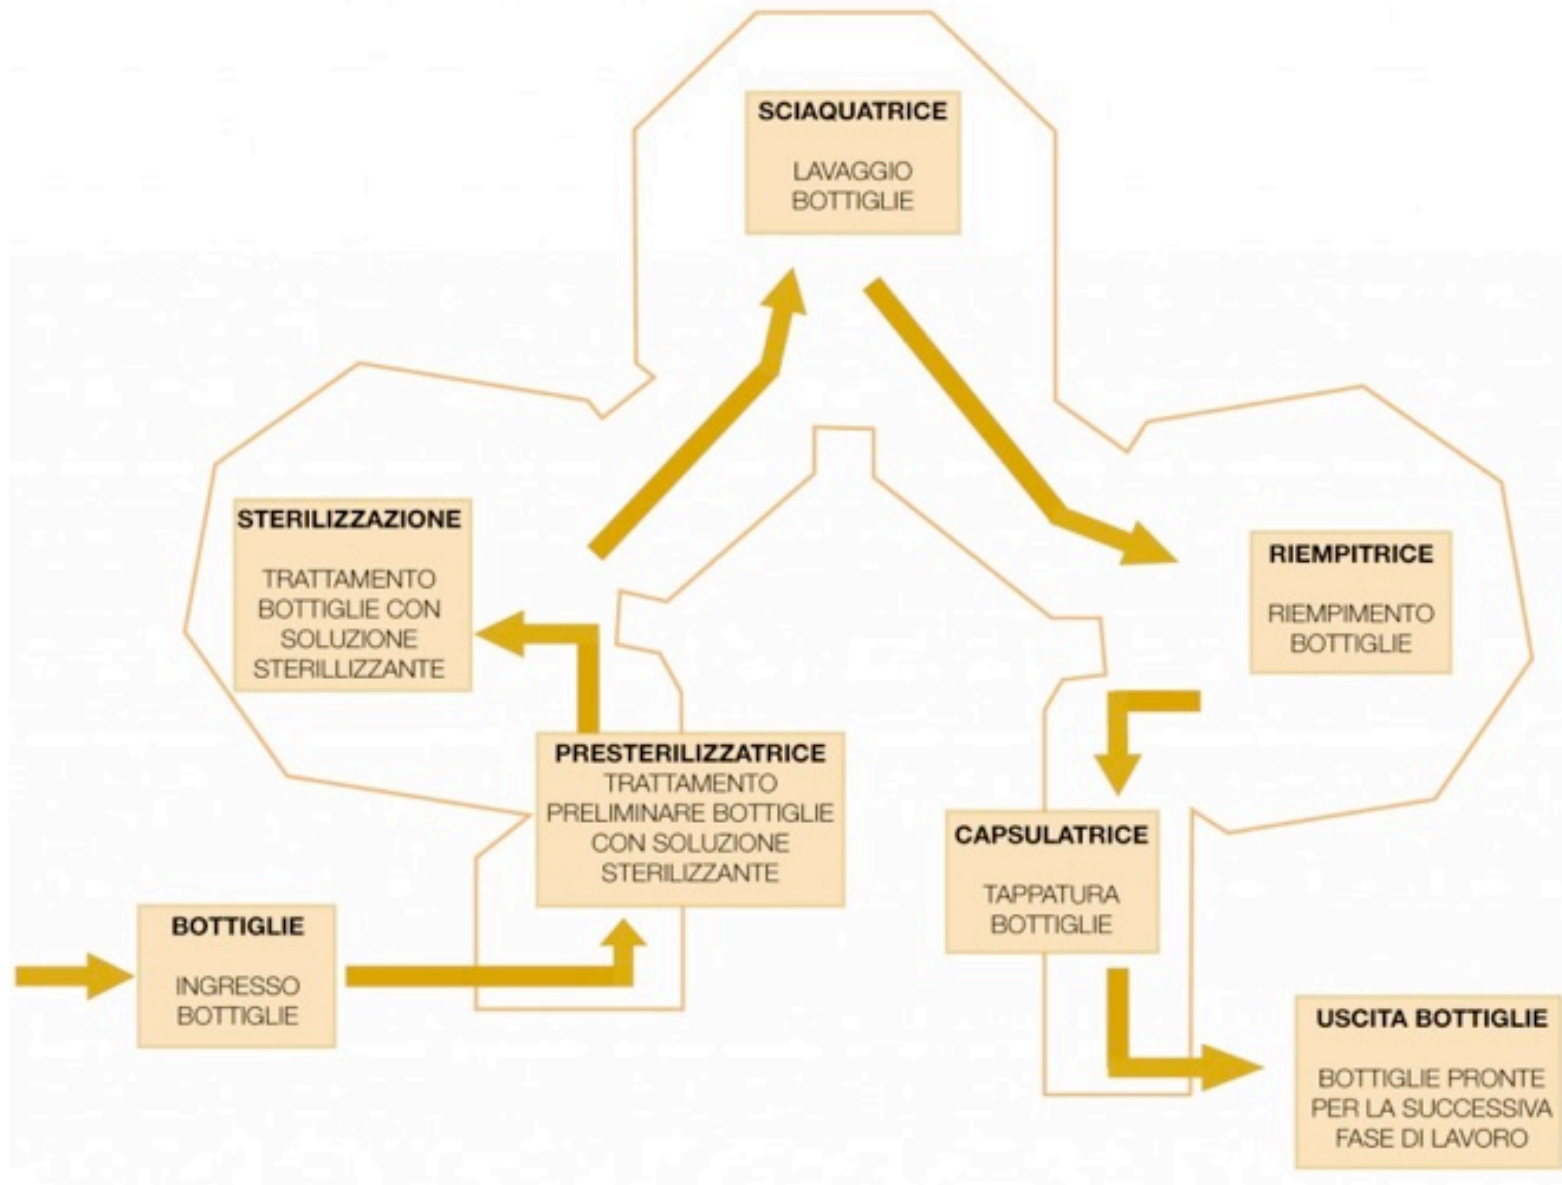 SCIAQUATRICE
LAVAGGIO
BOTTIGLIE
STERILIZZAZIONE
TRATTAMENTO
BOTTIGLIE CON
SOLUZIONE
STERILLIZZANTE
RIEMPITRICE
RIEMPIMENTO
BOTTIGLIE
PRESTERILIZZATRICE
TRATTAMENTO
PRELIMINARE BOTTIGLIE
CON SOLUZIONE
STERILIZZANTE
CAPSULATRICE
TAPPATURA
BOTTIGLIE
BOTTIGLIE
INGRESSO
BOTTIGLIE
USCITA BOTTIGLIE
BOTTIGLIE PRONTE
PER LA SUCCESSIVA
FASE DI LAVORO